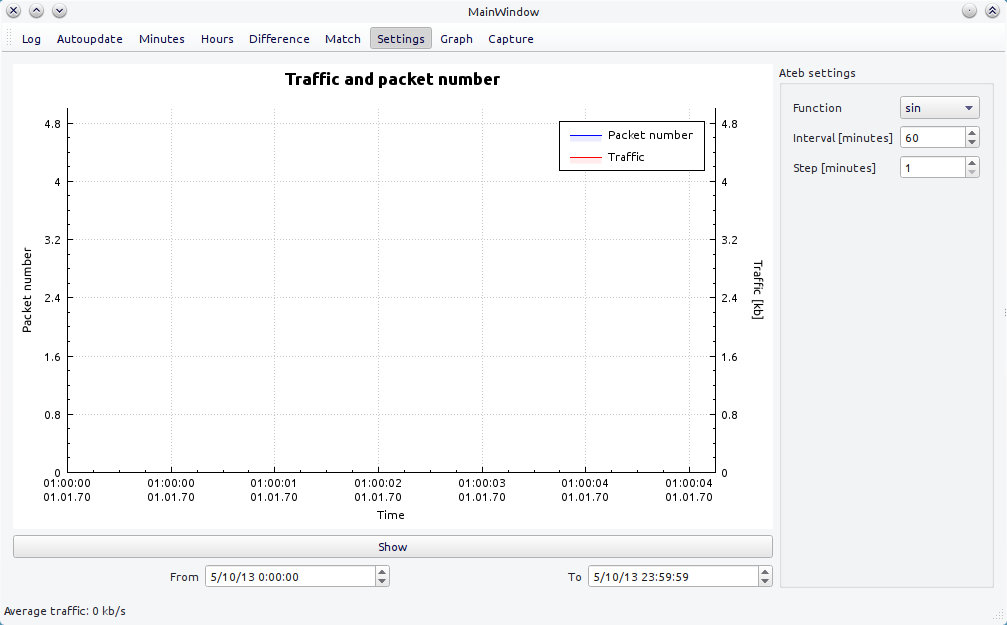 MainWindow
Log Autoupdate Minutes Hours Difference Match Settings Graph Capture
Traffic and packet number
Packet number
Traffic
4.8
4
3.2
2.4
1.6
0.8
0
Packet number
4.8
4
3.2
2.4
1.6
0.8
0
Traffic [kb]
01:00:00 01:00:00 01:00:01 01:00:02 01:00:03 01:00:04 01:00:04
01.01.70 01.01.70 01.01.70 01.01.70 01.01.70 01.01.70 01.01.70
Time
Show
From 5/10/13 0:00:00 To 5/10/13 23:59:59
Ateb settings
Function sin
Interval [minutes] 60
Step [minutes] 1
Average traffic: 0 kb/s